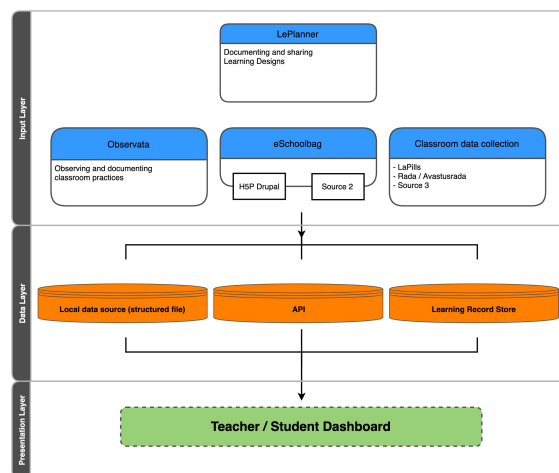 Input Layer
LePlanner
Documenting and sharing
Learning Designs
Observata
Observing and documenting
classroom practices
eSchoolbag
H5P Drupal
Source 2
Classroom data collection
- LaPills
- Rada / Avastusrada
- Source 3
Data Layer
Local data source (structured file)
API
Learning Record Store
Presentation Layer
Teacher / Student Dashboard